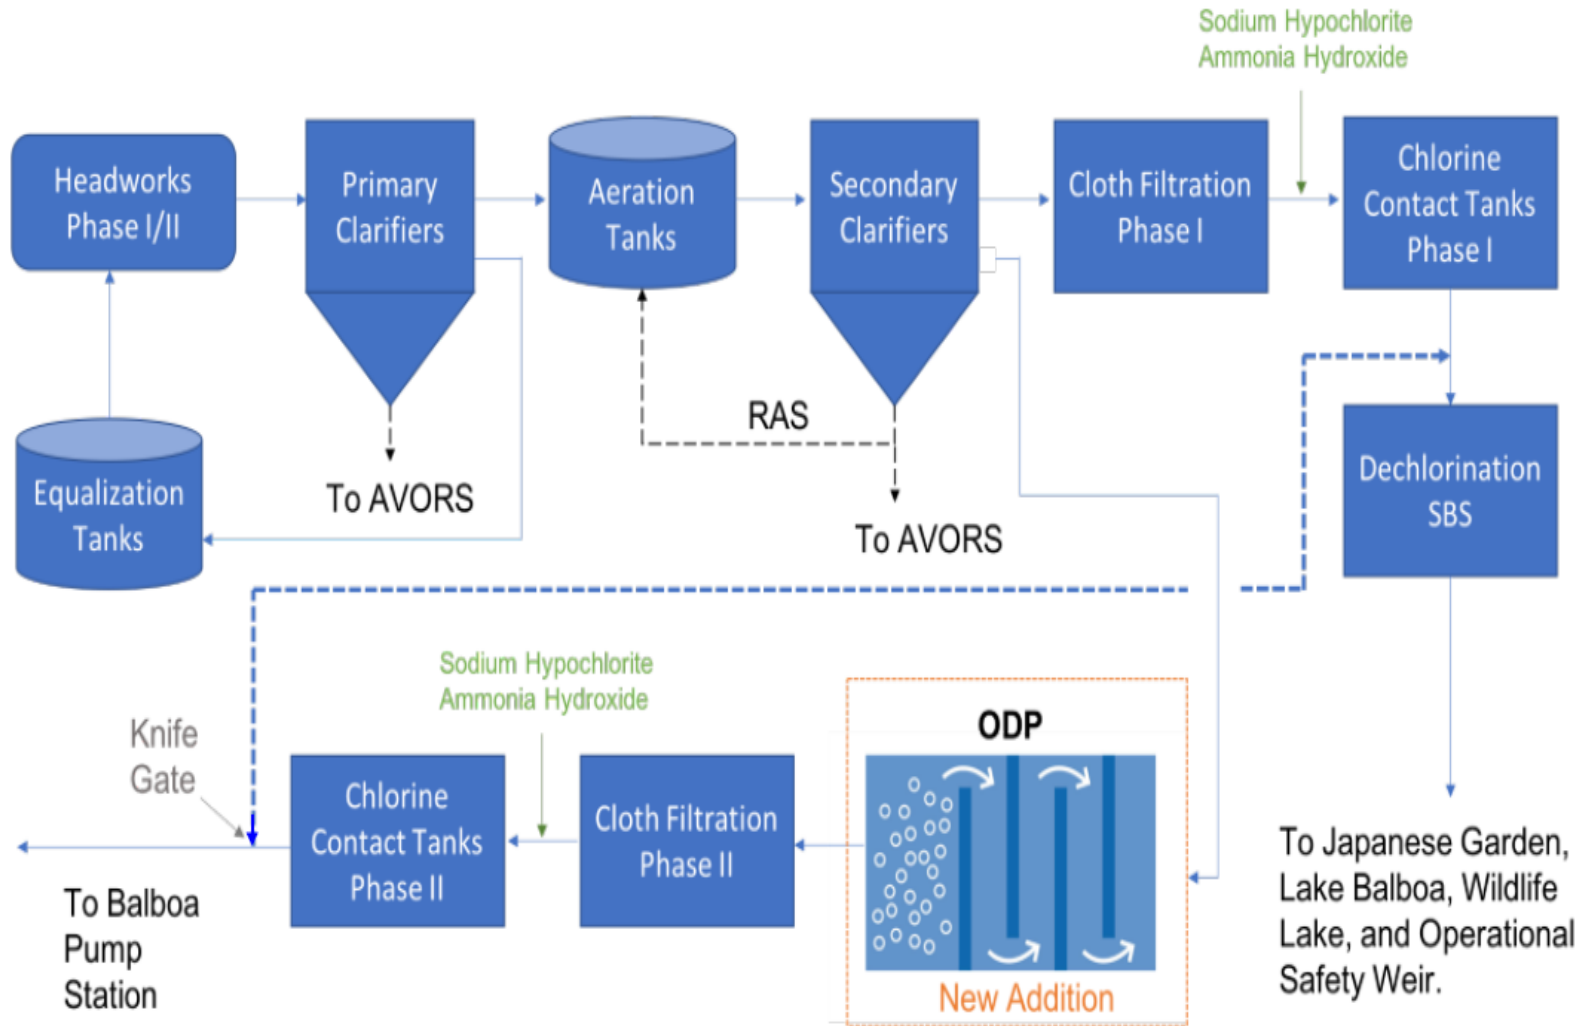 Sodium Hypochlorite
Ammonia Hydroxide
Headworks
Phase I/II
Primary
Clarifiers
Aeration
Tanks
Secondary
Clarifiers
Cloth Filtration
Phase I
Chlorine
Contact Tanks
Phase I
RAS
Equalization
Tanks
To AVORS
To AVORS
Dechlorination
SBS
Sodium Hypochlorite
Ammonia Hydroxide
Knife
Gate
Chlorine
Contact Tanks
Phase II
Cloth Filtration
Phase II
ODP
New Addition
To Balboa
Pump
Station
To Japanese Garden,
Lake Balboa, Wildlife
Lake, and Operational
Safety Weir.